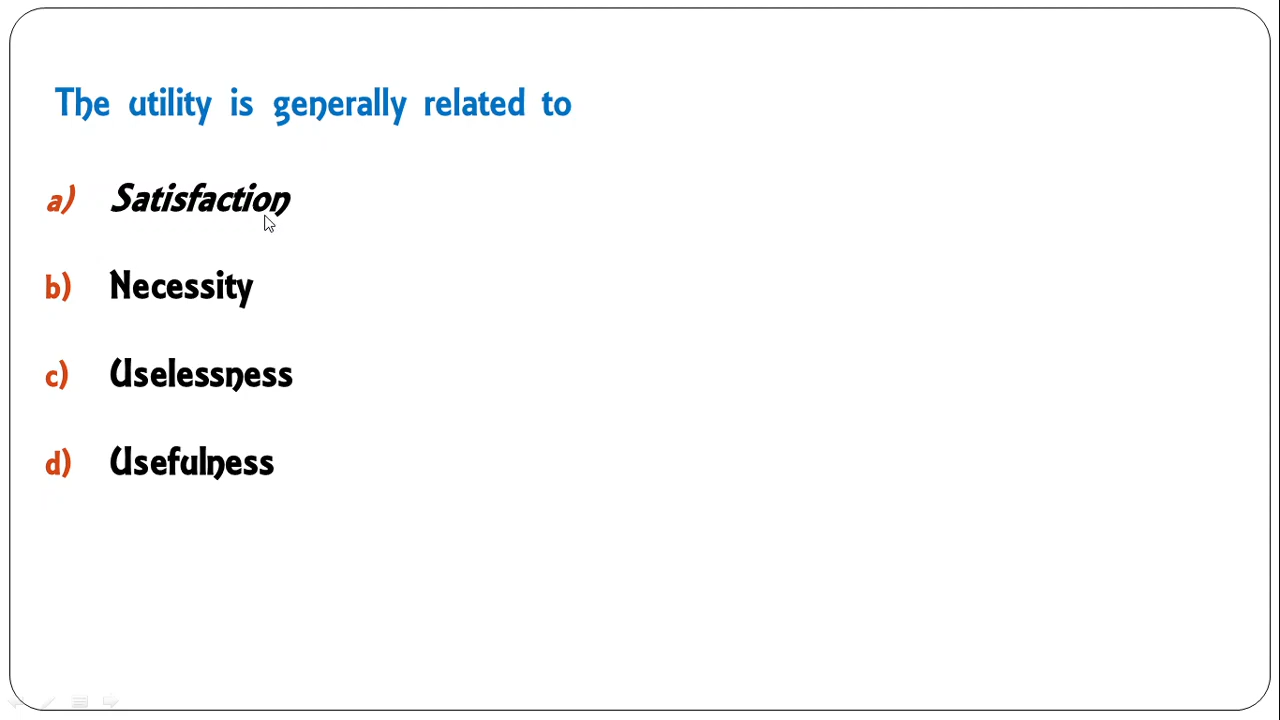 The utility is generally related to
a) Satisfaction
b) Necessity
c) Uselessness
d) Usefulness